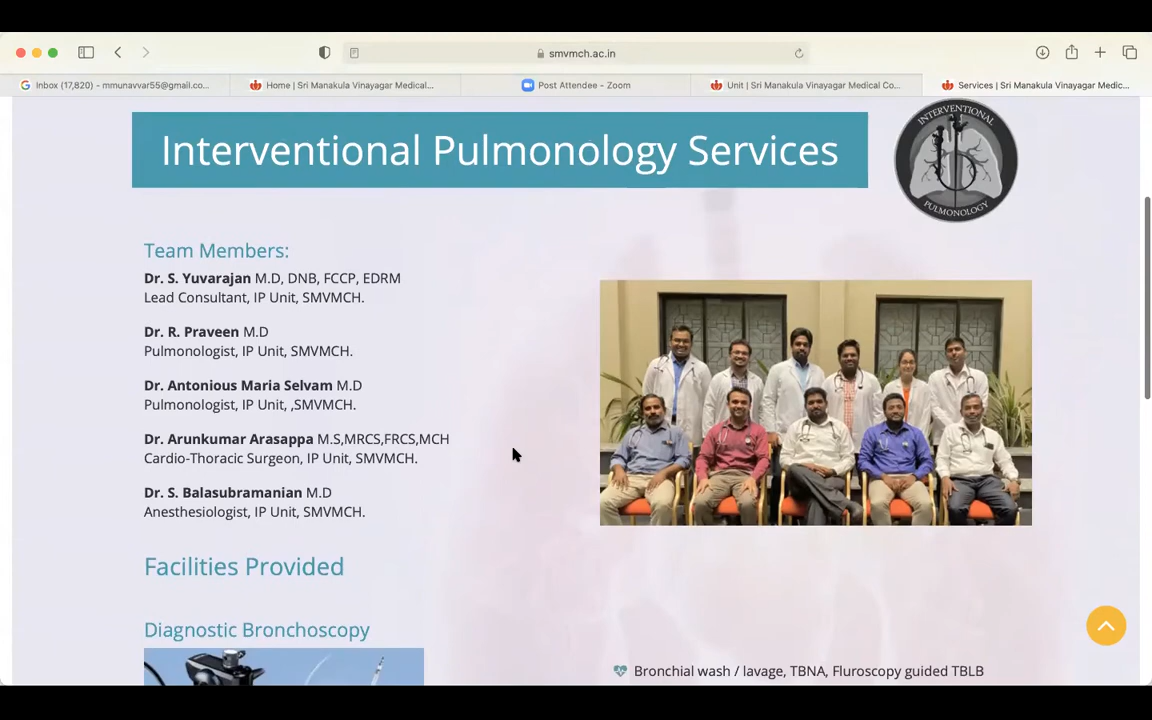 smvmch.ac.in
Inbox (17,820) - mmunavvar55@gmail.co...
Home | Sri Manakula Vinayagar Medical...
Post Attendee - Zoom
Unit | Sri Manakula Vinayagar Medical Co...
Services | Sri Manakula Vinayagar Medic...
Interventional Pulmonology Services
INTERVENTIONAL
PULMONOLOGY
Team Members:
Dr. S. Yuvarajan M.D, DNB, FCCP, EDRM
Lead Consultant, IP Unit, SMVMCH.
Dr. R. Praveen M.D
Pulmonologist, IP Unit, SMVMCH.
Dr. Antonious Maria Selvam M.D
Pulmonologist, IP Unit, ,SMVMCH.
Dr. Arunkumar Arasappa M.S,MRCS,FRCS,MCH
Cardio-Thoracic Surgeon, IP Unit, SMVMCH.
Dr. S. Balasubramanian M.D
Anesthesiologist, IP Unit, SMVMCH.
Facilities Provided
Diagnostic Bronchoscopy
Bronchial wash / lavage, TBNA, Fluroscopy guided TBLB